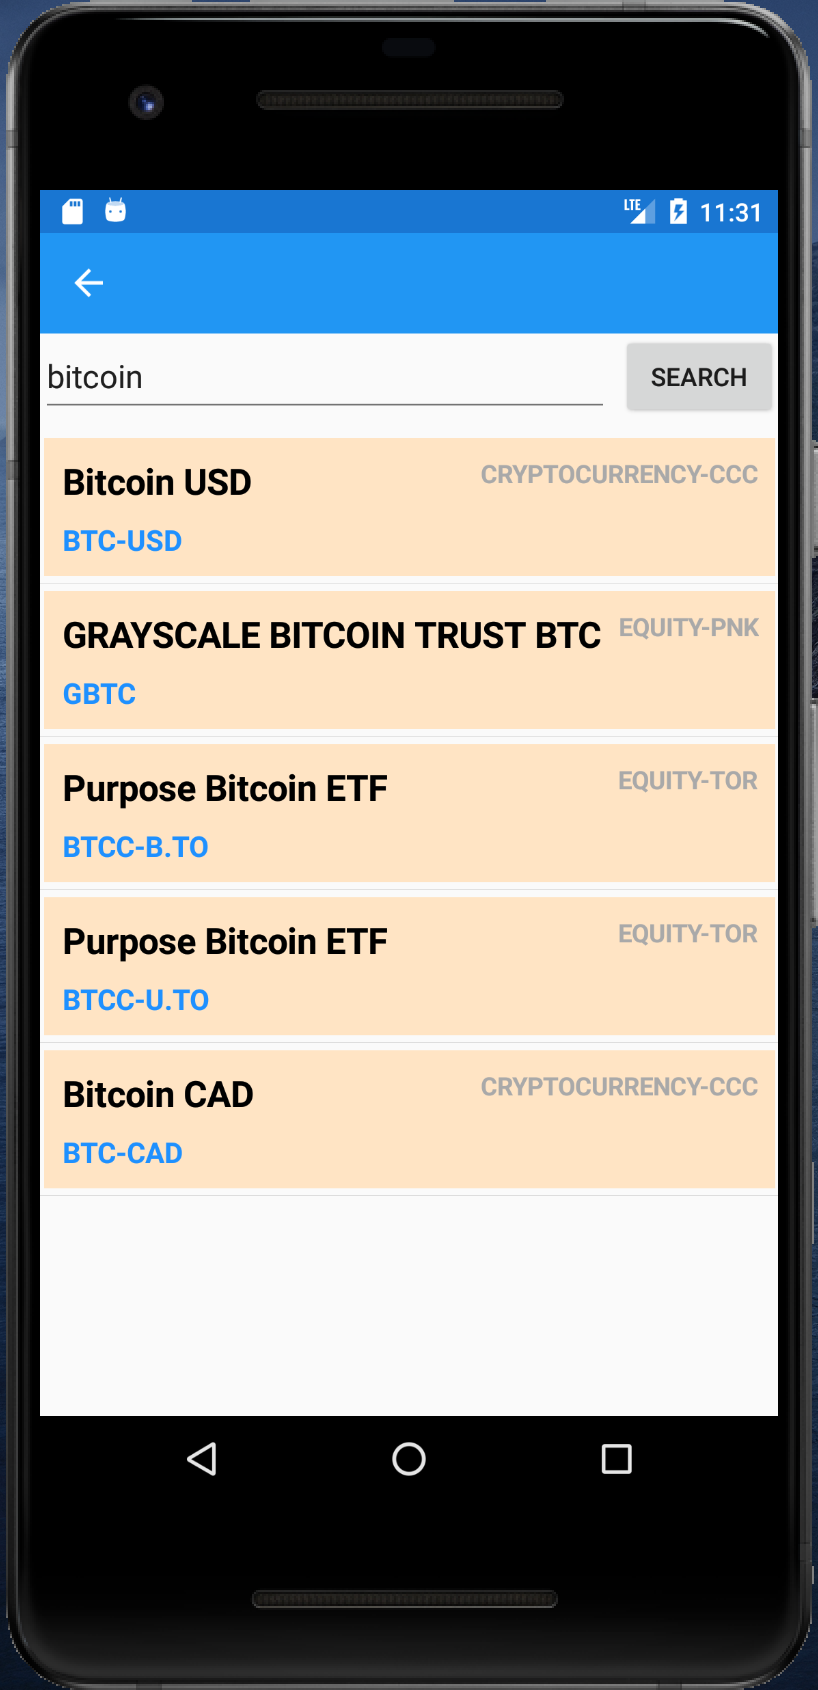 LTE 11:31
bitcoin SEARCH
Bitcoin USD CRYPTOCURRENCY-CCC
BTC-USD
GRAYSCALE BITCOIN TRUST BTC EQUITY-PNK
GBTC
Purpose Bitcoin ETF EQUITY-TOR
BTCC-B.TO
Purpose Bitcoin ETF EQUITY-TOR
BTCC-U.TO
Bitcoin CAD CRYPTOCURRENCY-CCC
BTC-CAD